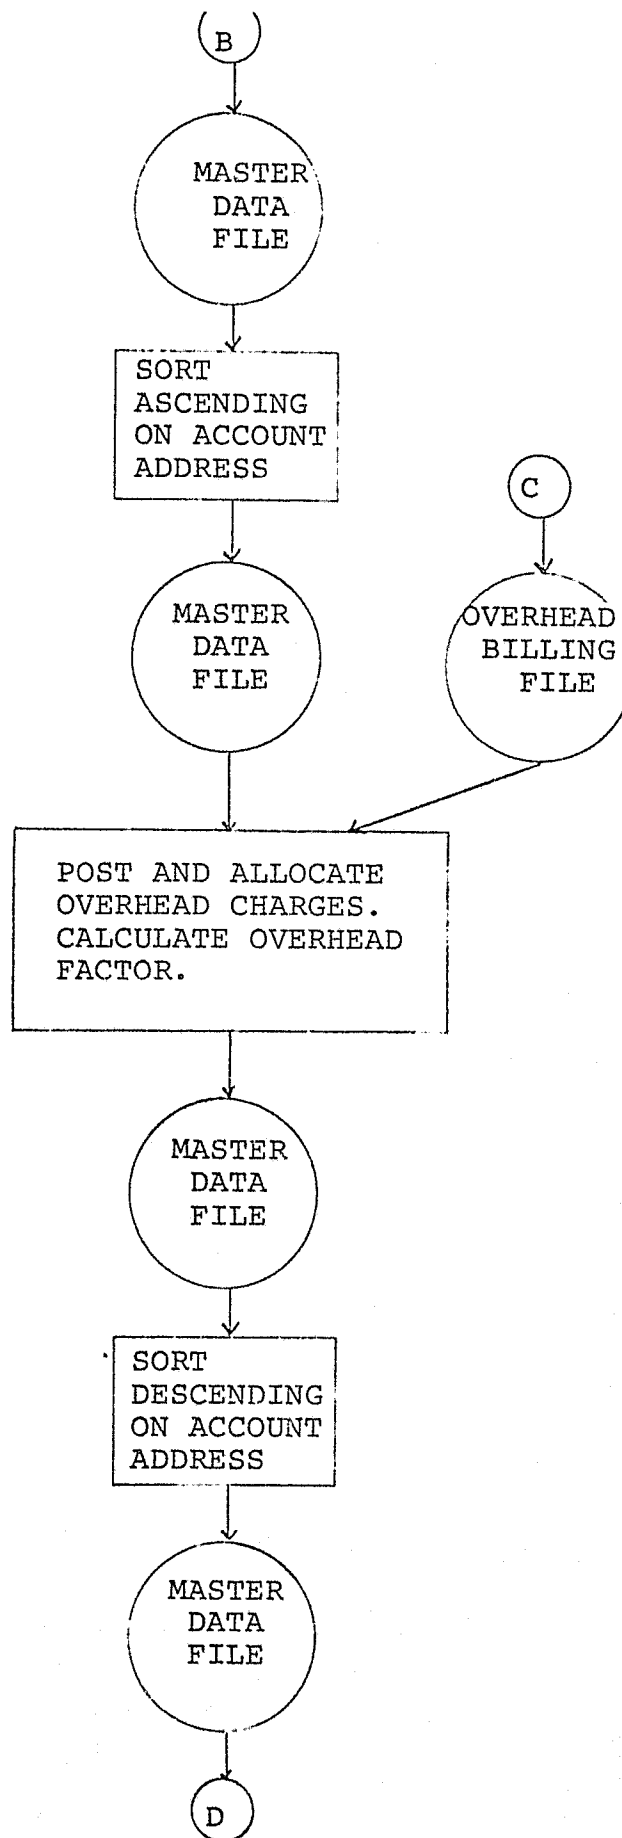 B
MASTER
DATA
FILE
SORT
ASCENDING
ON ACCOUNT
ADDRESS
C
MASTER
DATA
FILE
OVERHEAD
BILLING
FILE
POST AND ALLOCATE
OVERHEAD CHARGES.
CALCULATE OVERHEAD
FACTOR.
MASTER
DATA
FILE
SORT
DESCENDING
ON ACCOUNT
ADDRESS
MASTER
DATA
FILE
D